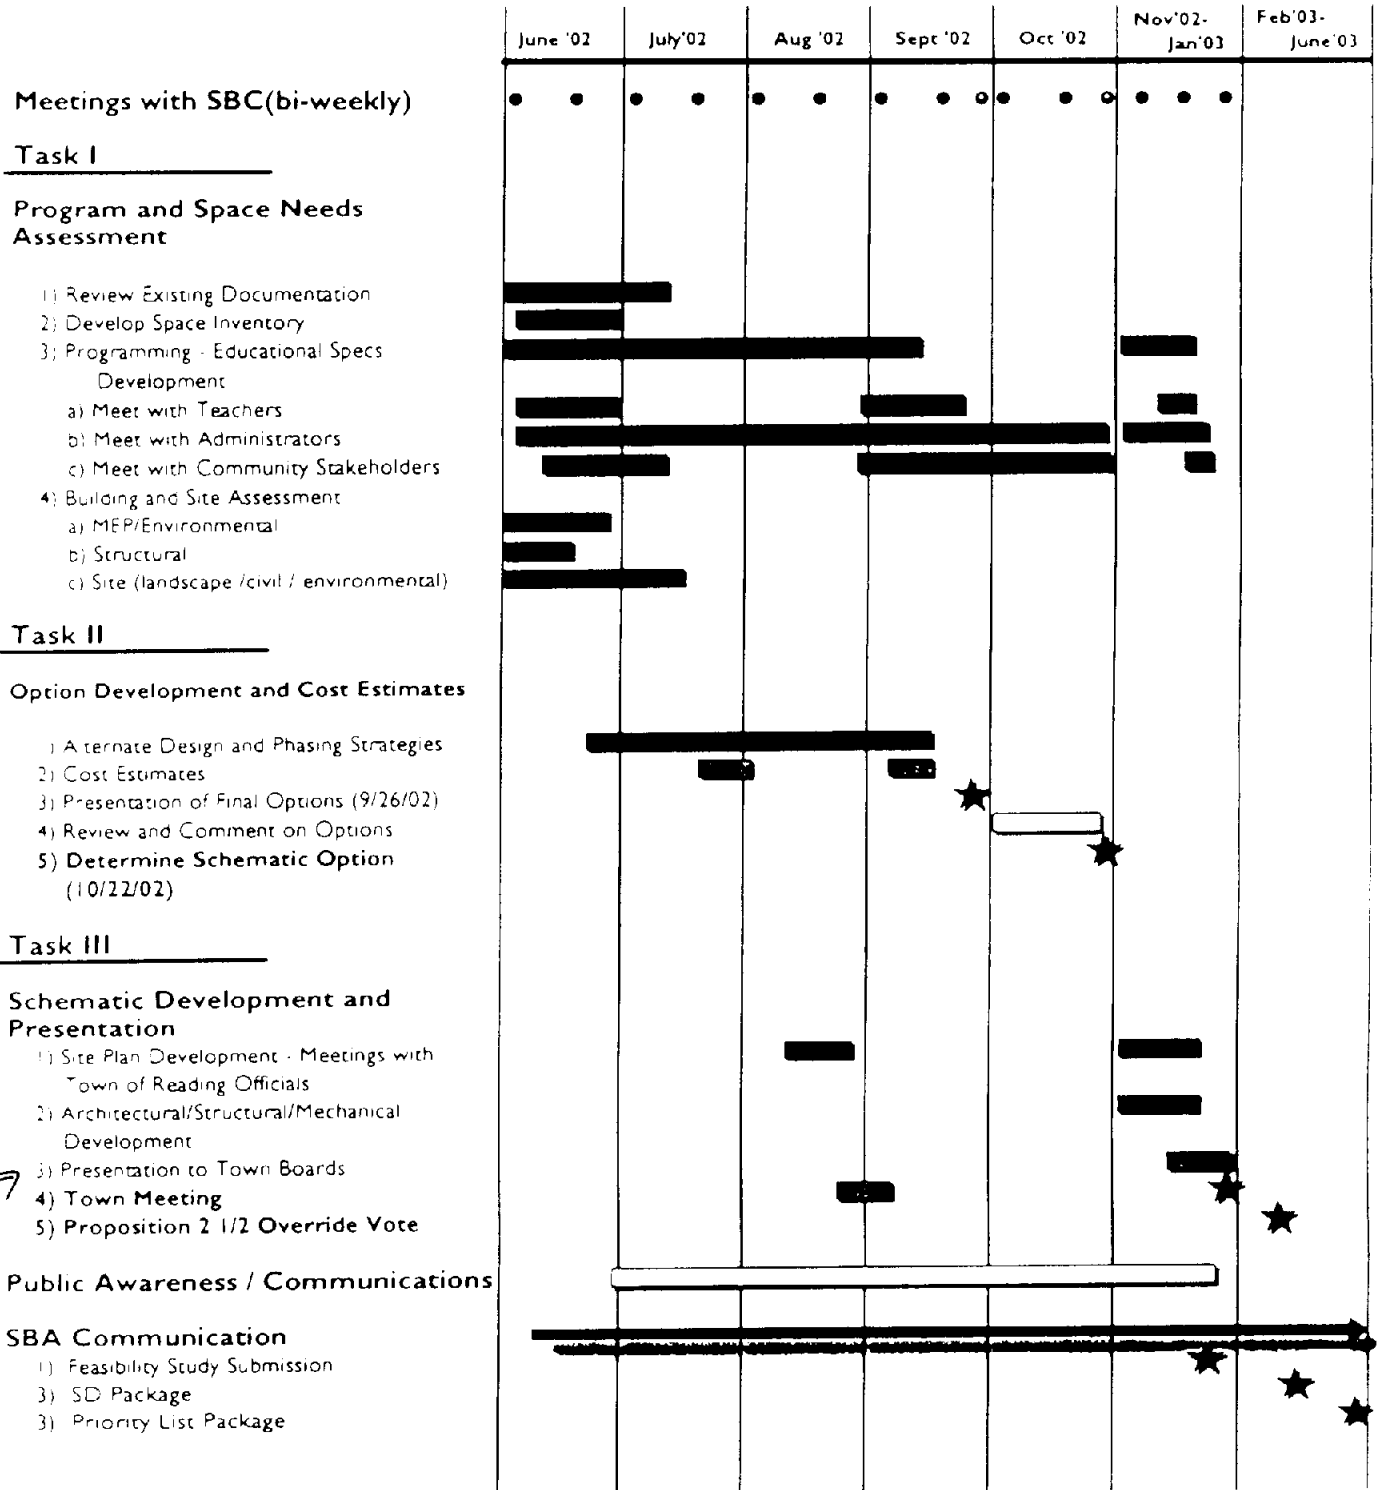 June '02 July'02 Aug '02 Sept '02 Oct '02 Nov'02- Jan'03 Feb'03- June'03
Meetings with SBC(bi-weekly)
Task I
Program and Space Needs
Assessment
1) Review Existing Documentation
2) Develop Space Inventory
3) Programming - Educational Specs
Development
a) Meet with Teachers
b) Meet with Administrators
c) Meet with Community Stakeholders
4) Building and Site Assessment
a) MEP/Environmental
b) Structural
c) Site (landscape /civil / environmental)
Task II
Option Development and Cost Estimates
1) Alternate Design and Phasing Strategies
2) Cost Estimates
3) Presentation of Final Options (9/26/02)
4) Review and Comment on Options
5) Determine Schematic Option
(10/22/02)
Task III
Schematic Development and
Presentation
1) Site Plan Development - Meetings with
Town of Reading Officials
2) Architectural/Structural/Mechanical
Development
3) Presentation to Town Boards
4) Town Meeting
5) Proposition 2 1/2 Override Vote
Public Awareness / Communications
SBA Communication
1) Feasibility Study Submission
3) SD Package
3) Priority List Package